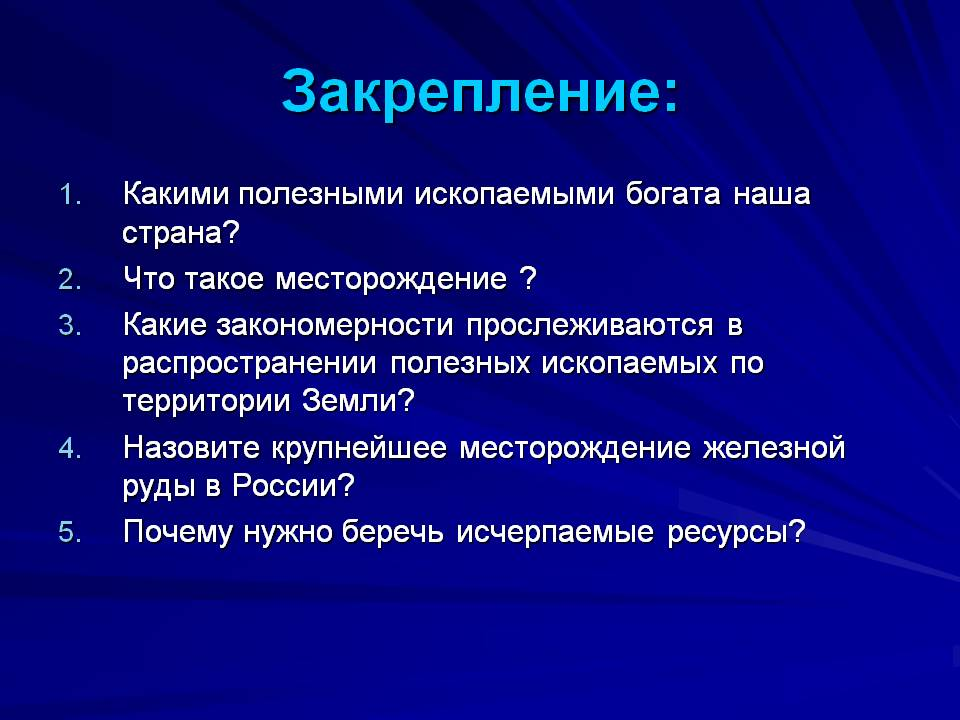 Закрепление:
1. Какими полезными ископаемыми богата наша
страна?
2. Что такое месторождение ?
3. Какие закономерности прослеживаются в
распространении полезных ископаемых по
территории Земли?
4. Назовите крупнейшее месторождение железной
руды в России?
5. Почему нужно беречь исчерпаемые ресурсы?